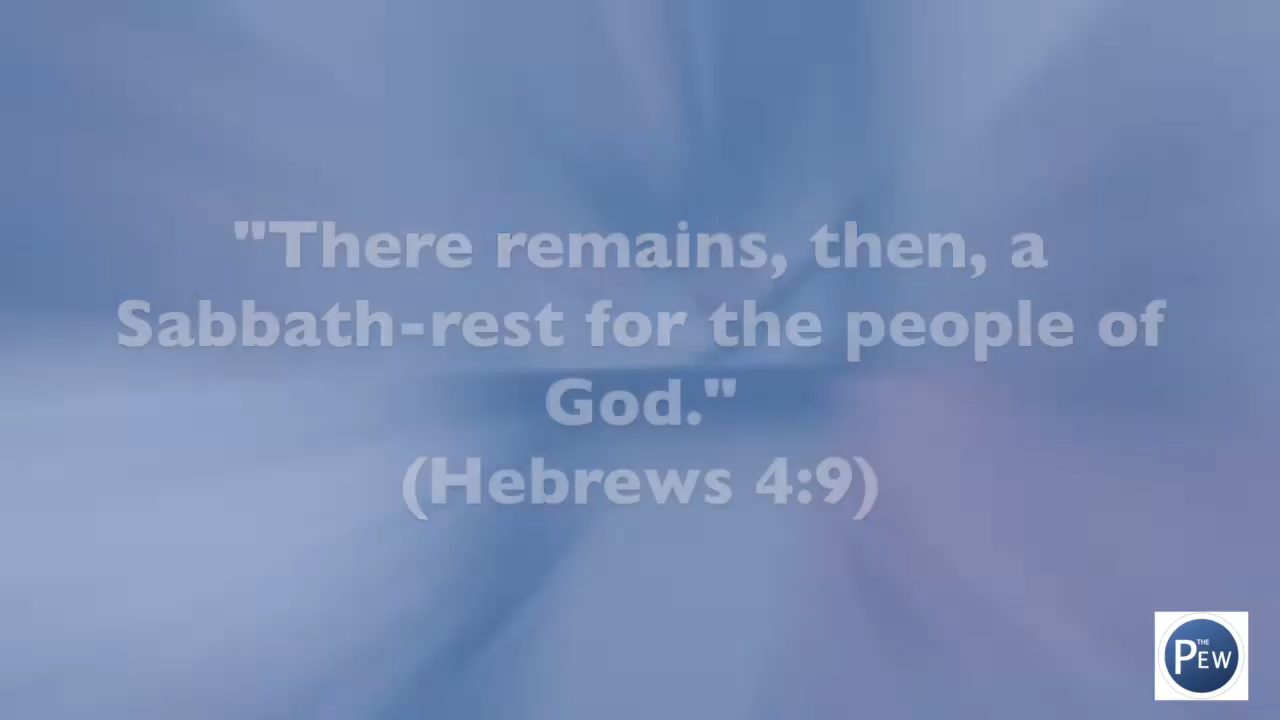 "There remains, then, a
Sabbath-rest for the people of
God."
(Hebrews 4:9)
THE
PEW